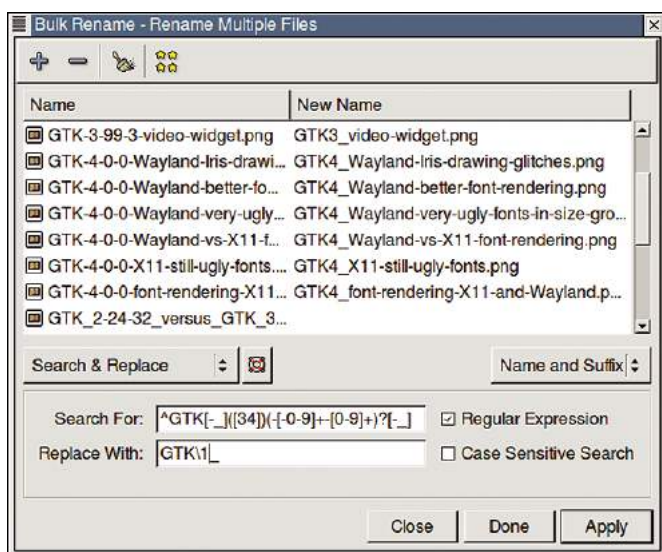 Bulk Rename - Rename Multiple Files
Name New Name
GTK-3-99-3-video-widget.png GTK3_video-widget.png
GTK-4-0-0-Wayland-Iris-drawi... GTK4_Wayland-Iris-drawing-glitches.png
GTK-4-0-0-Wayland-better-fo... GTK4_Wayland-better-font-rendering.png
GTK-4-0-0-Wayland-very-ugly... GTK4_Wayland-very-ugly-fonts-in-size-gro...
GTK-4-0-0-Wayland-vs-X11-f... GTK4_Wayland-vs-X11-font-rendering.png
GTK-4-0-0-X11-still-ugly-fonts.... GTK4_X11-still-ugly-fonts.png
GTK-4-0-0-font-rendering-X11... GTK4_font-rendering-X11-and-Wayland.p...
GTK_2-24-32_versus_GTK_3...
Search & Replace Name and Suffix
Search For: ^GTK[-_]([34])(-[-0-9]+-[0-9]+)?[-_] Regular Expression
Replace With: GTK\1_ Case Sensitive Search
Close Done Apply